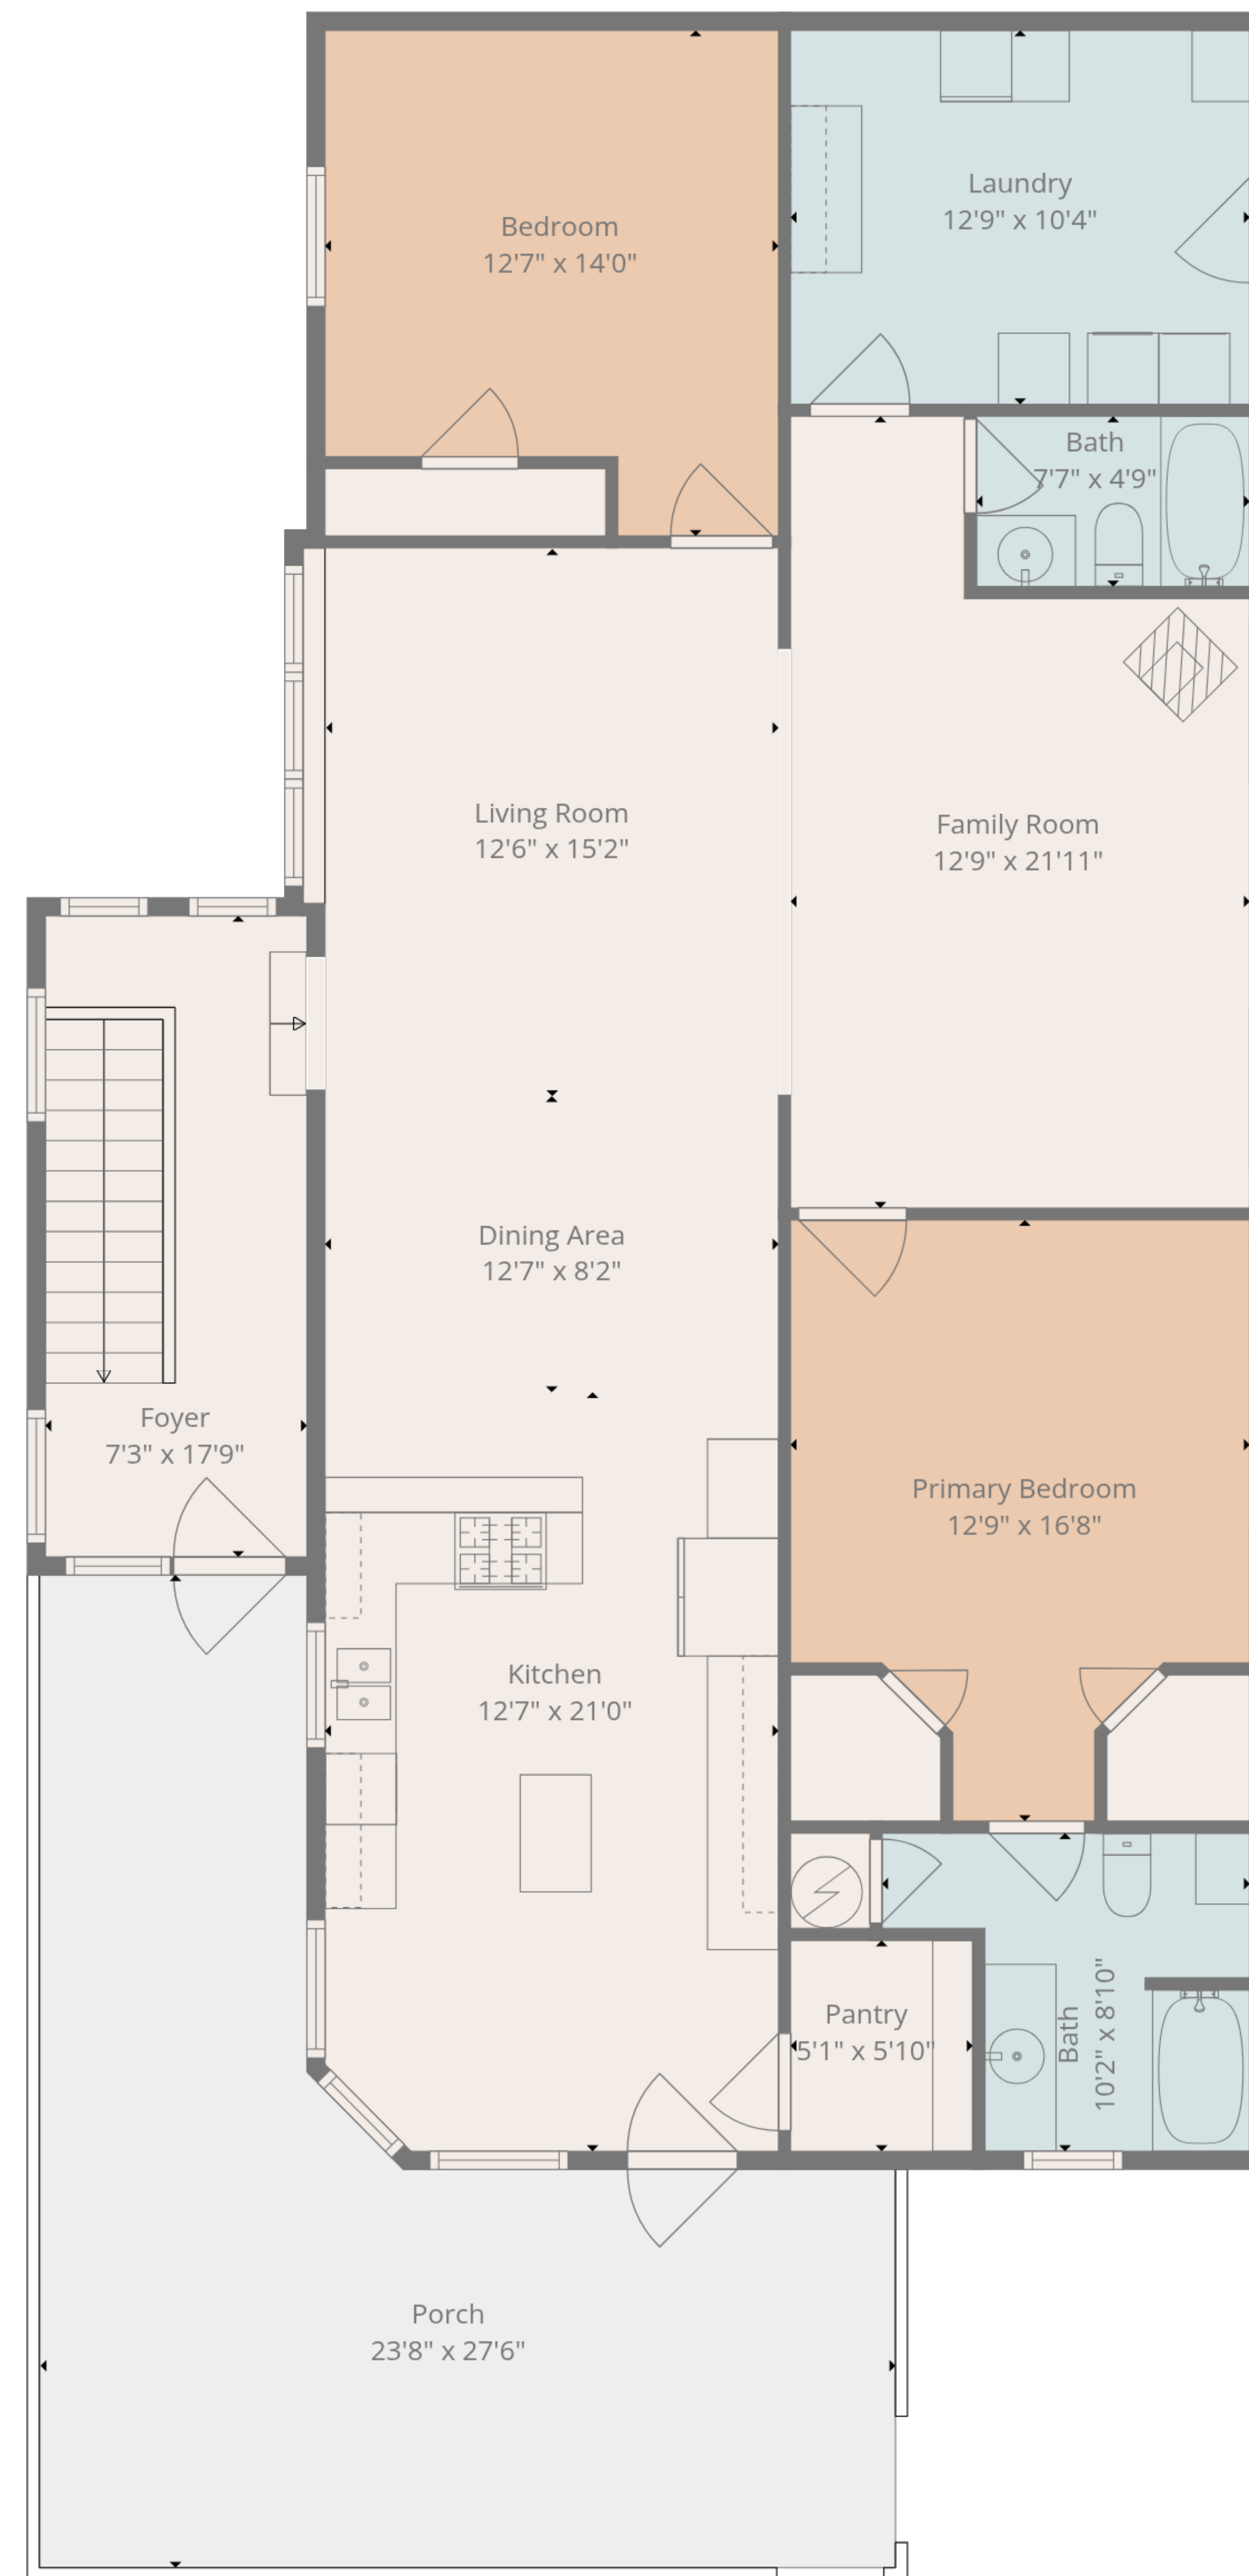 Bedroom
12'7" x 14'0"
Laundry
12'9" x 10'4"
Bath
7'7" x 4'9"
Living Room
12'6" x 15'2"
Family Room
12'9" x 21'11"
Dining Area
12'7" x 8'2"
Foyer
7'3" x 17'9"
Primary Bedroom
12'9" x 16'8"
Kitchen
12'7" x 21'0"
Pantry
5'1" x 5'10"
Bath
10'2" x 8'10"
Porch
23'8" x 27'6"